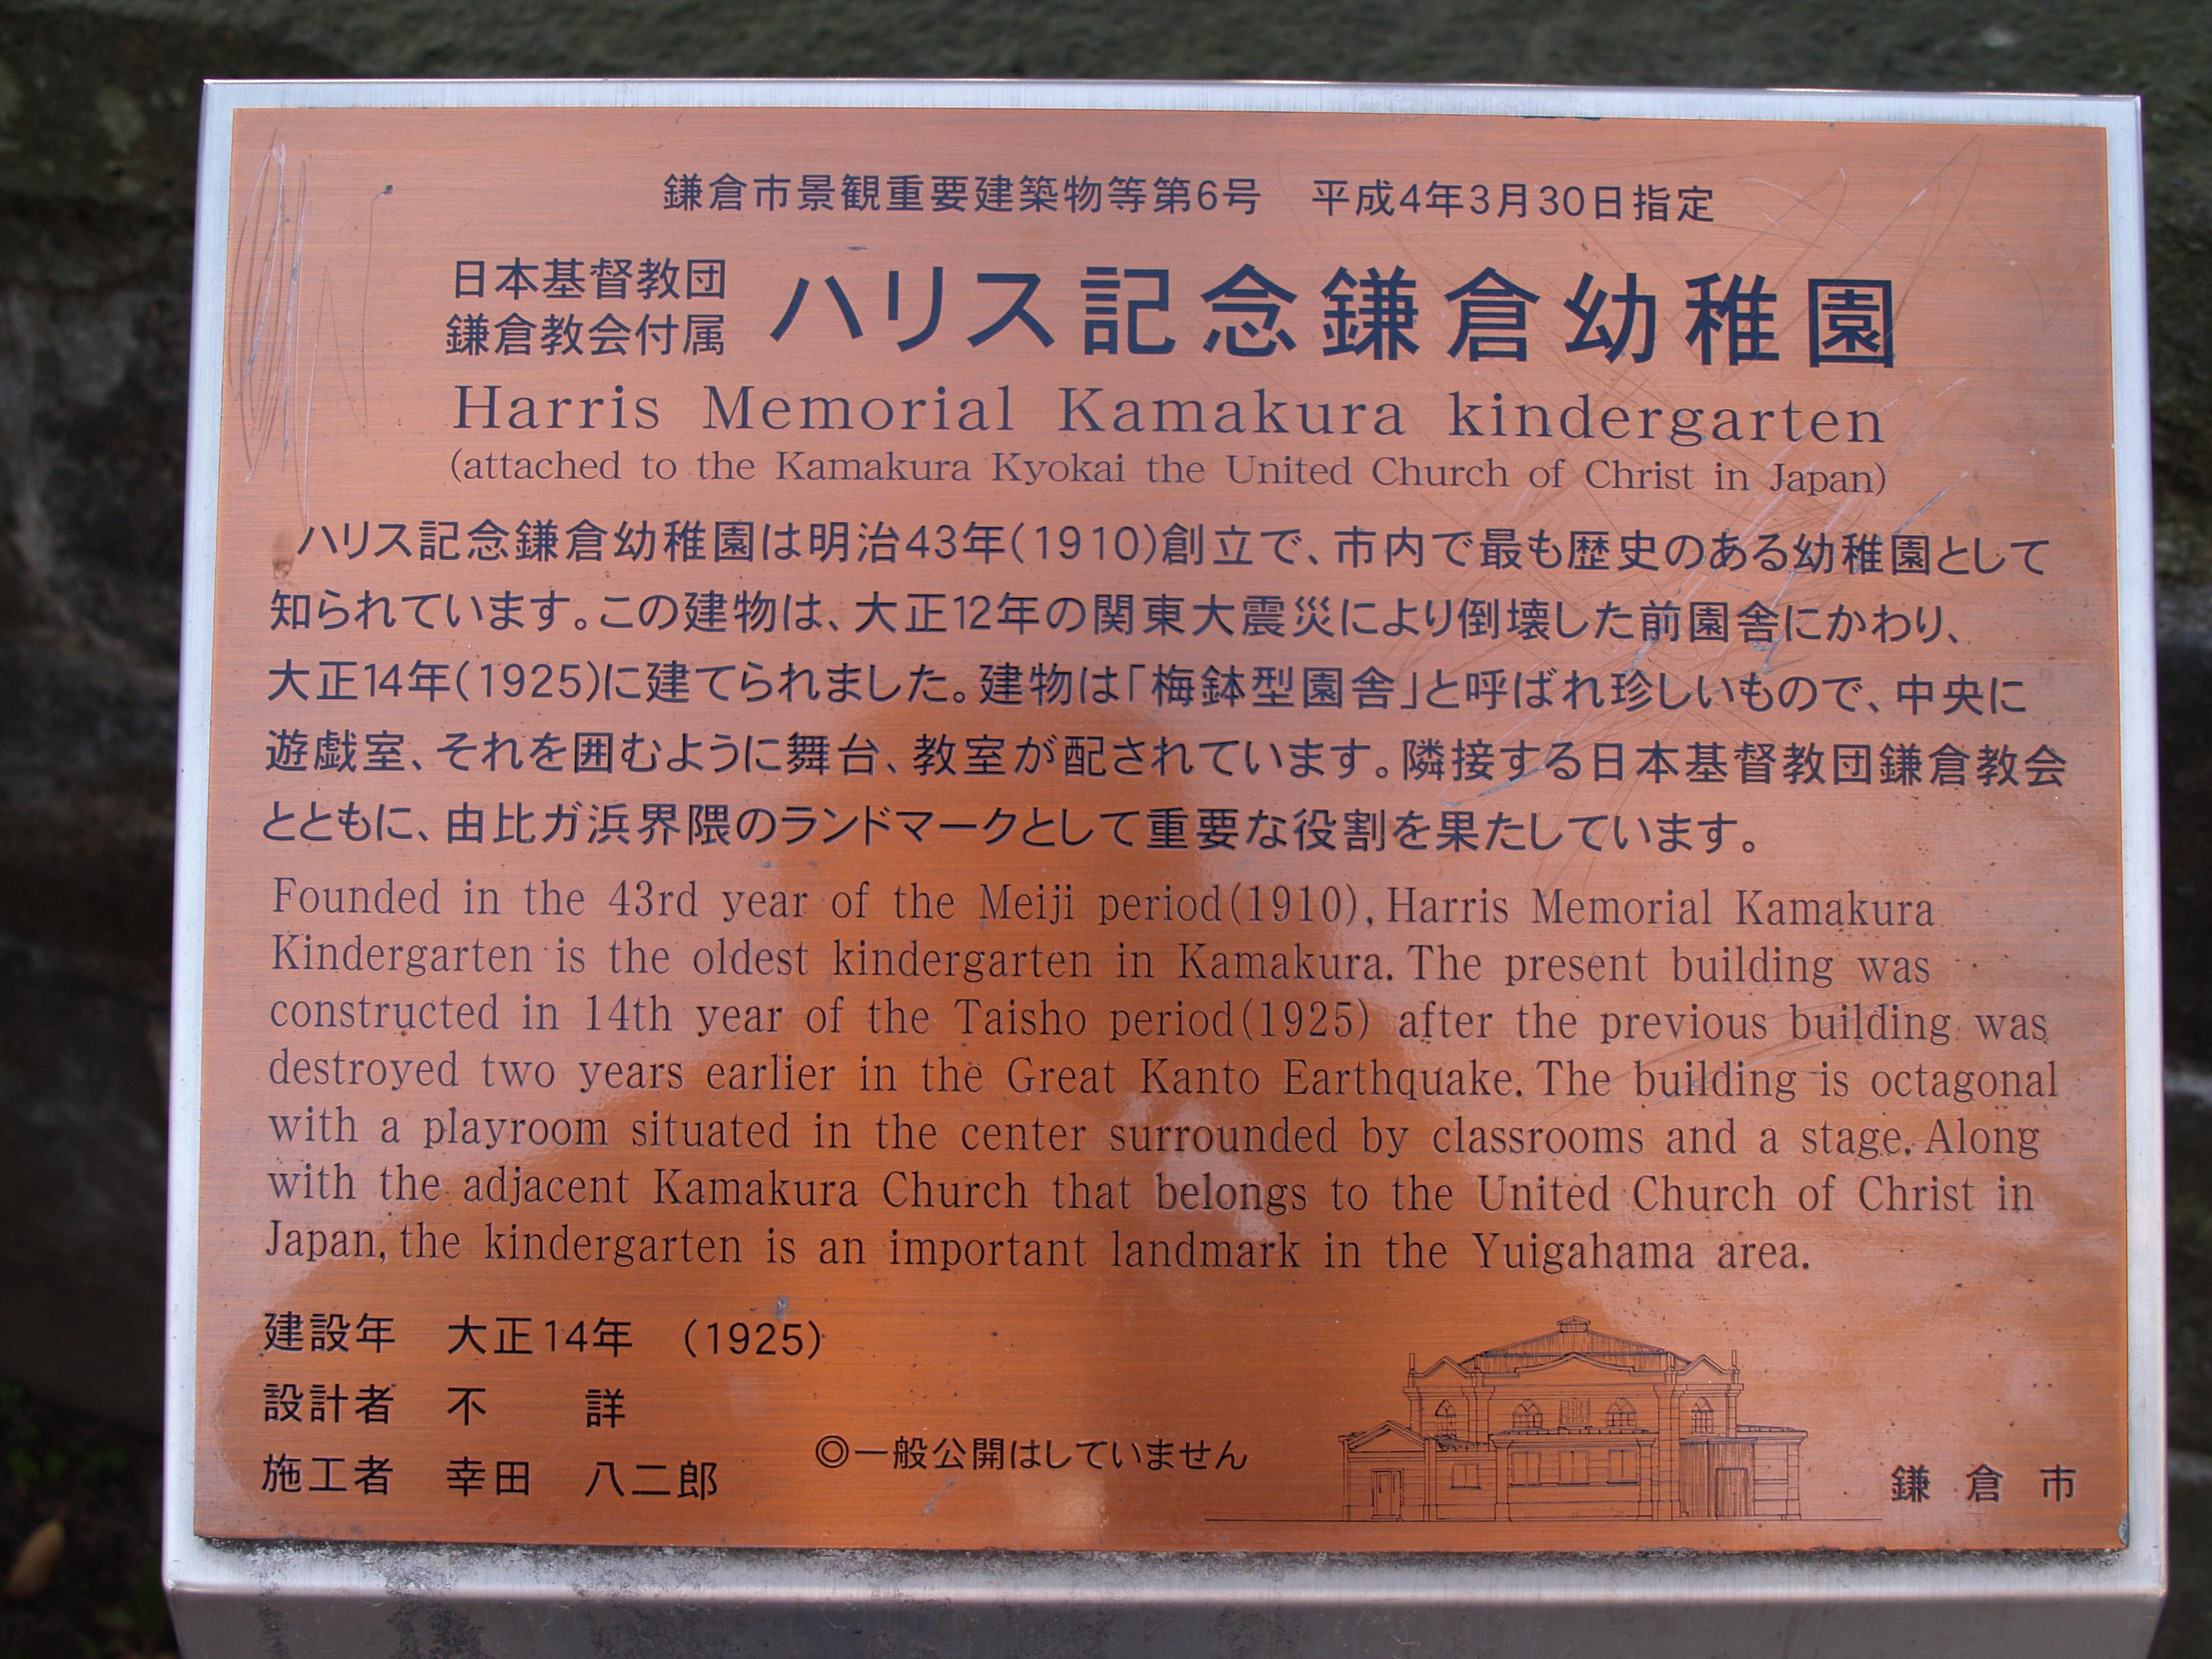 鎌倉市景観重要建築物等第6号　平成4年3月30日指定
日本基督教団
鎌倉教会付属
ハリス記念鎌倉幼稚園
Harris Memorial Kamakura kindergarten
(attached to the Kamakura Kyokai the United Church of Christ in Japan)
ハリス記念鎌倉幼稚園は明治43年(1910)創立で、市内で最も歴史のある幼稚園として
知られています。この建物は、大正12年の関東大震災により倒壊した前園舎にかわり、
大正14年(1925)に建てられました。建物は「梅鉢型園舎」と呼ばれ珍しいもので、中央に
遊戯室、それを囲むように舞台、教室が配されています。隣接する日本基督教団鎌倉教会
とともに、由比ガ浜界隈のランドマークとして重要な役割を果たしています。
Founded in the 43rd year of the Meiji period(1910), Harris Memorial Kamakura
Kindergarten is the oldest kindergarten in Kamakura. The present building was
constructed in 14th year of the Taisho period(1925) after the previous building was
destroyed two years earlier in the Great Kanto Earthquake. The building is octagonal
with a playroom situated in the center surrounded by classrooms and a stage. Along
with the adjacent Kamakura Church that belongs to the United Church of Christ in
Japan, the kindergarten is an important landmark in the Yuigahama area.
建設年　大正14年　(1925)
設計者　不　　詳
施工者　幸田　八二郎
◎一般公開はしていません
鎌 倉 市